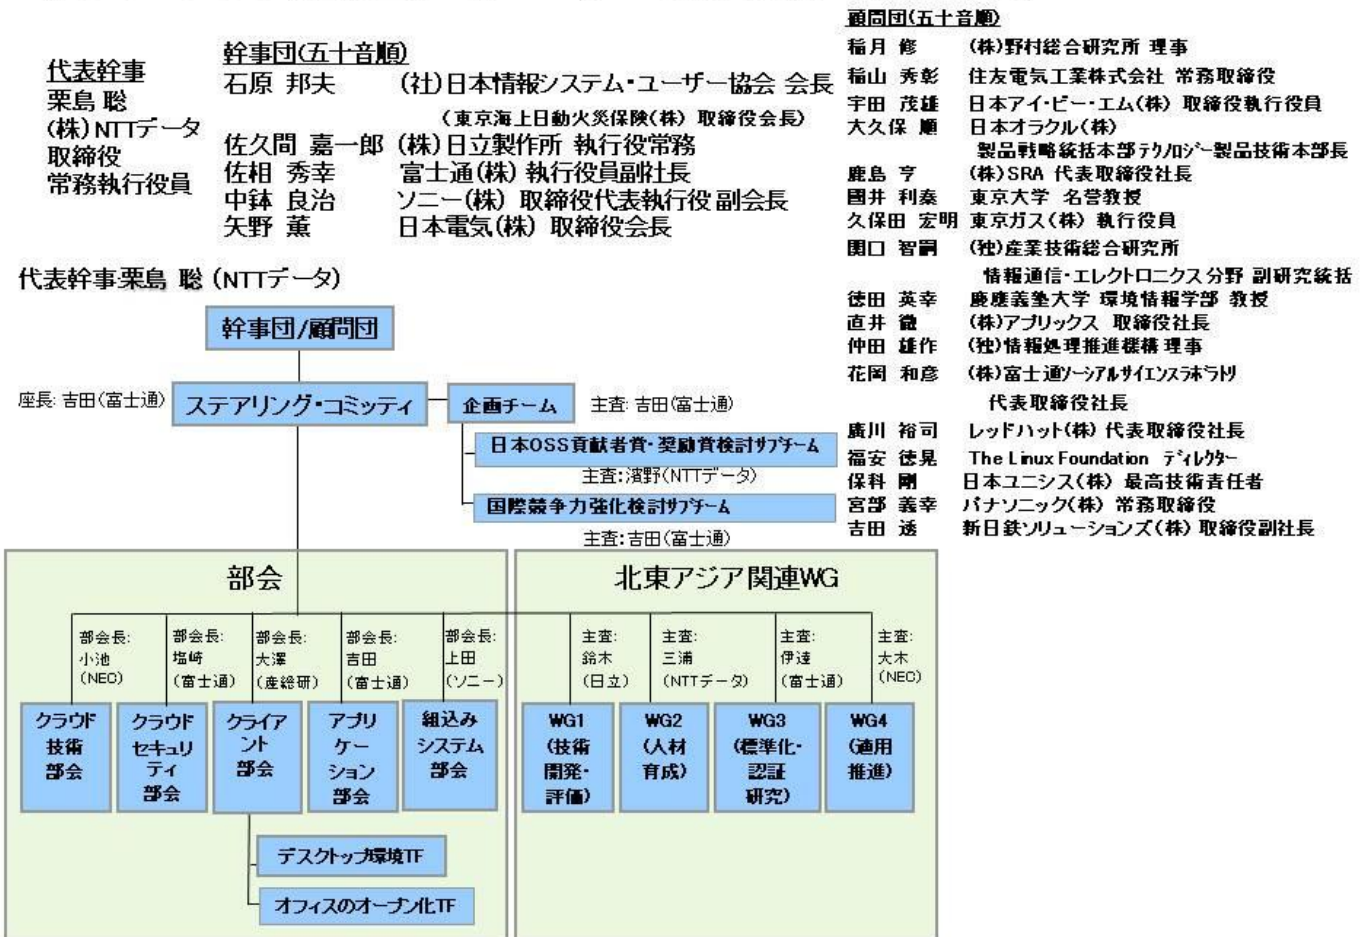 代表幹事
栗島 聡
(株)NTTデータ
取締役
常務執行役員
幹事団(五十音順)
石原 邦夫 (社)日本情報システム・ユーザー協会 会長
(東京海上日動火災保険(株) 取締役会長)
佐久間 嘉一郎 (株)日立製作所 執行役常務
佐相 秀幸 富士通(株) 執行役員副社長
中鉢 良治 ソニー(株) 取締役代表執行役 副会長
矢野 薫 日本電気(株) 取締役会長
顧問団(五十音順)
稲月 修 (株)野村総合研究所 理事
稲山 秀彰 住友電気工業株式会社 常務取締役
宇田 茂雄 日本アイ・ビー・エム(株) 取締役執行役員
大久保 順 日本オラクル(株)
製品戦略統括本部テクノロジー製品技術本部長
鹿島 亨 (株)SRA 代表取締役社長
國井 利泰 東京大学 名誉教授
久保田 宏明 東京ガス(株) 執行役員
関口 智嗣 (独)産業技術総合研究所
情報通信・エレクトロニクス分野 副研究統括
徳田 英幸 慶應義塾大学 環境情報学部 教授
直井 徹 (株)アプリックス 取締役社長
仲田 雄作 (独)情報処理推進機構 理事
花岡 和彦 (株)富士通ソーシアルサイエンスラボラトリ
代表取締役社長
廣川 裕司 レッドハット(株) 代表取締役社長
福安 徳晃 The Linux Foundation ディレクター
保科 剛 日本ユニシス(株) 最高技術責任者
宮部 義幸 パナソニック(株) 常務取締役
吉田 透 新日鉄ソリューションズ(株) 取締役副社長
代表幹事:栗島 聡 (NTTデータ)
幹事団/顧問団
座長: 吉田(富士通)
ステアリング・コミッティ
企画チーム
主査: 吉田(富士通)
日本OSS貢献者賞・奨励賞検討サブチーム
主査:濱野(NTTデータ)
国際競争力強化検討サブチーム
主査:吉田(富士通)
部会
部会長:
小池
(NEC)
部会長:
塩崎
(富士通)
部会長:
大澤
(産総研)
部会長:
吉田
(富士通)
部会長:
上田
(ソニー)
クラウド
技術
部会
クラウド
セキュリ
ティ
部会
クライア
ント
部会
アプリ
ケー
ション
部会
組込み
システム
部会
デスクトップ環境TF
オフィスのオープン化TF
北東アジア関連WG
主査:
鈴木
(日立)
主査:
三浦
(NTTデータ)
主査:
伊達
(富士通)
主査:
大木
(NEC)
WG1
(技術
開発・
評価)
WG2
(人材
育成)
WG3
(標準化・
認証
研究)
WG4
(適用
推進)